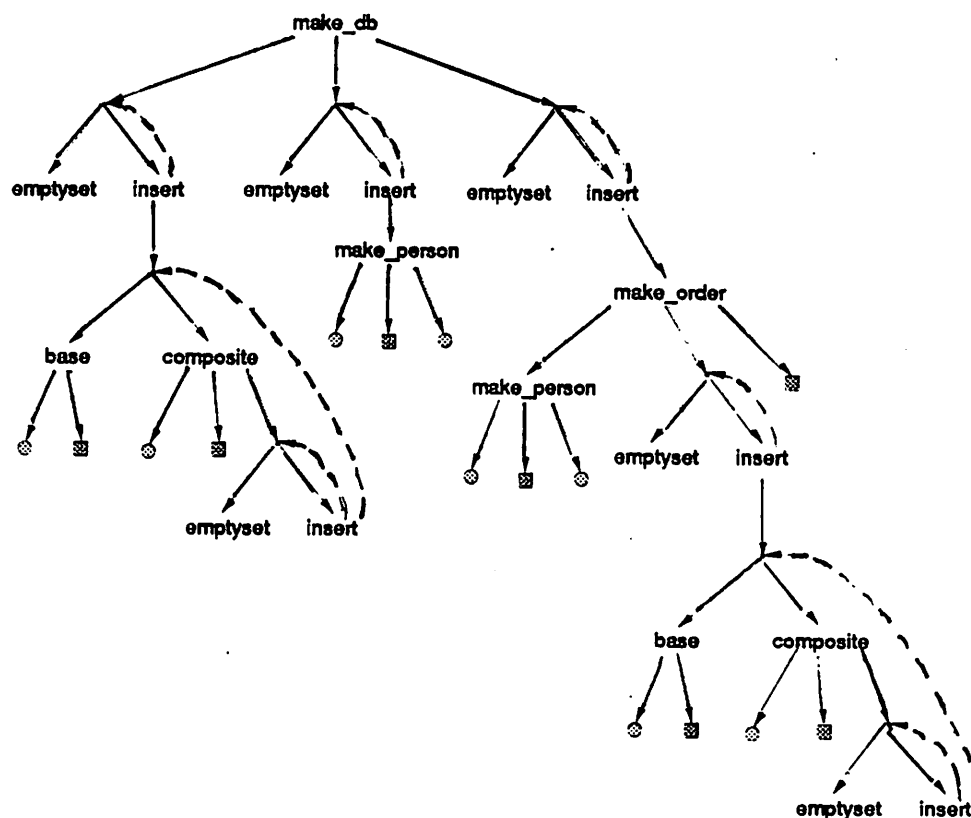 make_db
emptyset insert emptyset insert emptyset insert
make_person
make_order
base composite
make_person
emptyset insert
emptyset insert
base composite
emptyset insert